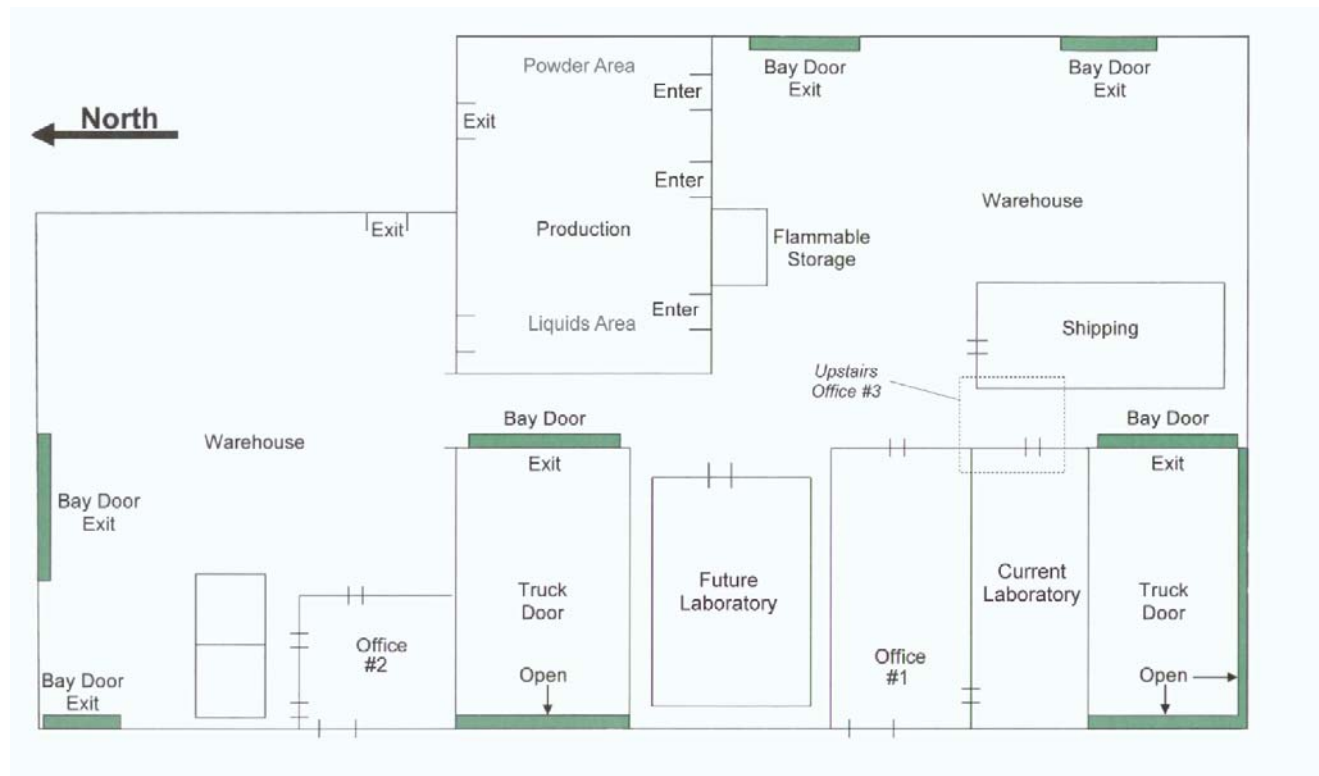 North
Powder Area
Enter
Exit
Enter
Production
Liquids Area
Enter
Flammable
Storage
Bay Door
Exit
Bay Door
Exit
Warehouse
Shipping
Upstairs
Office #3
Exit
Warehouse
Bay Door
Exit
Bay Door
Exit
Bay Door
Exit
Truck
Door
Open
Office
#2
Future
Laboratory
Office
#1
Current
Laboratory
Bay Door
Exit
Truck
Door
Open